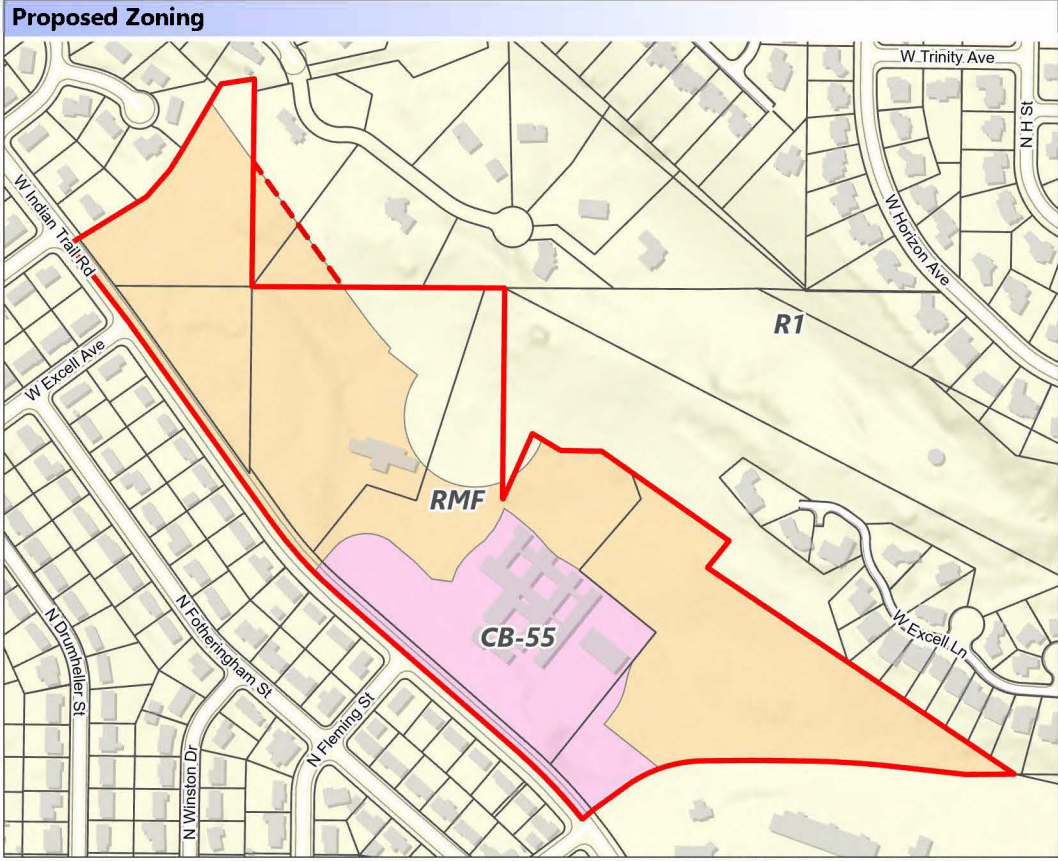 Proposed Zoning
W Trinity Ave
N H St
W Indian Trail Rd
W Horizon Ave
R1
W Excell Ave
RMF
CB-55
W Excell Ln
N Drumheller St
N Fotheringham St
N Fleming St
N Winston Dr